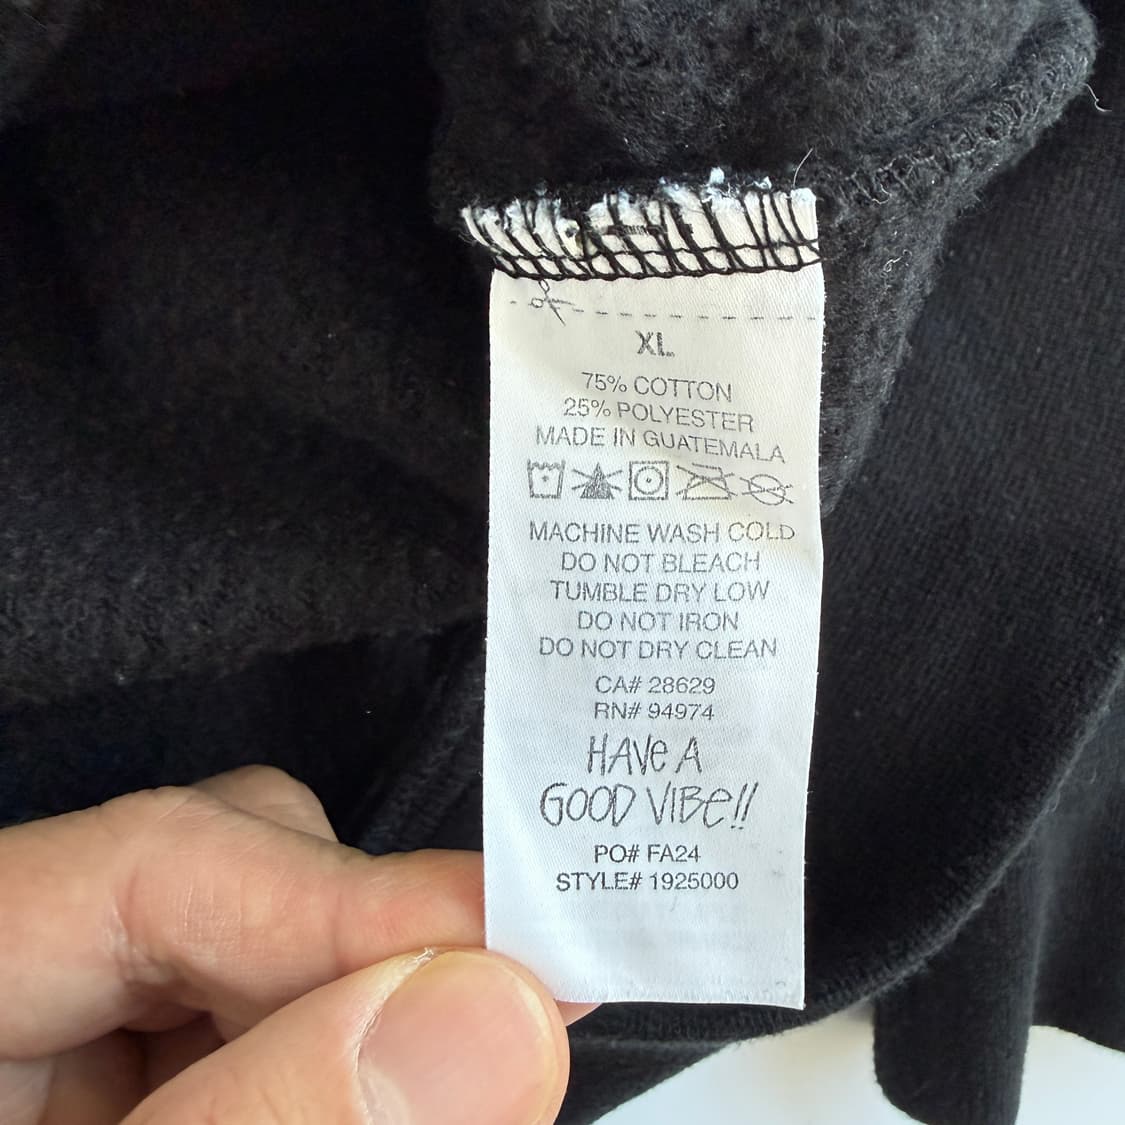 XL
75% COTTON
25% POLYESTER
MADE IN GUATEMALA
MACHINE WASH COLD
DO NOT BLEACH
TUMBLE DRY LOW
DO NOT IRON
DO NOT DRY CLEAN
CA# 28629
RN# 94974
HAVe A
GOOD VIBe!!
PO# FA24
STYLE# 1925000